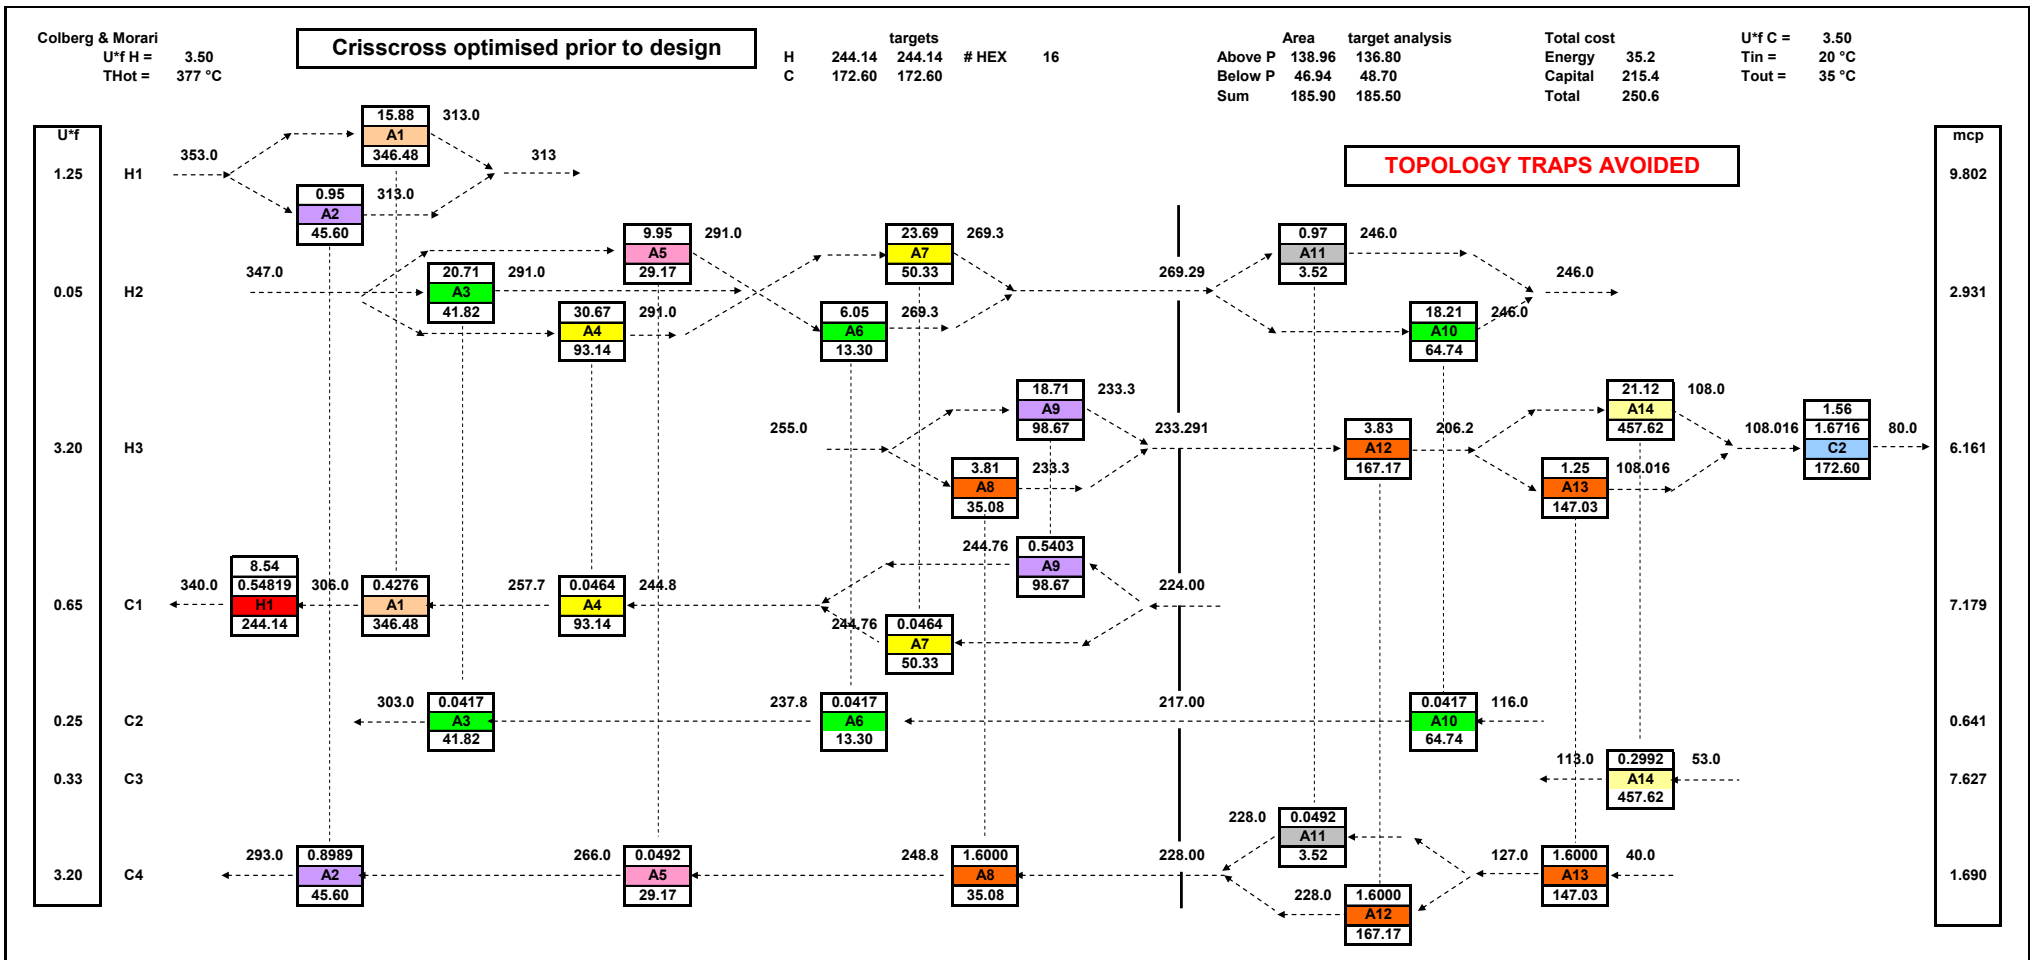 Colberg & Morari
U*f H = 3.50
THot = 377 °C
Crisscross optimised prior to design
targets
H 244.14 244.14 # HEX 16
C 172.60 172.60
Area target analysis
Above P 138.96 136.80
Below P 46.94 48.70
Sum 185.90 185.50
Total cost
Energy 35.2
Capital 215.4
Total 250.6
U*f C = 3.50
Tin = 20 °C
Tout = 35 °C
TOPOLOGY TRAPS AVOIDED
U*f
mcp
15.88
A1
346.48
313.0
353.0
313
1.25 H1
9.802
0.95
A2
45.60
313.0
9.95
A5
29.17
291.0
23.69
A7
50.33
269.3
0.97
A11
3.52
246.0
347.0
20.71
A3
41.82
291.0
269.29
246.0
0.05 H2
2.931
30.67
A4
93.14
291.0
6.05
A6
13.30
269.3
18.21
A10
64.74
246.0
18.71
A9
98.67
233.3
21.12
A14
457.62
108.0
255.0
233.291
3.83
A12
167.17
206.2
108.016
1.56
1.6716
C2
172.60
80.0
3.20 H3
6.161
3.81
A8
35.08
233.3
1.25
A13
147.03
108.016
244.76
0.5403
A9
98.67
340.0
8.54
0.54819
H1
244.14
306.0
0.4276
A1
346.48
257.7
0.0464
A4
93.14
244.8
224.00
0.65 C1
7.179
244.76
0.0464
A7
50.33
303.0
0.0417
A3
41.82
237.8
0.0417
A6
13.30
217.00
0.0417
A10
64.74
116.0
0.25 C2
0.641
113.0
0.2992
A14
457.62
53.0
0.33 C3
7.627
228.0
0.0492
A11
3.52
293.0
0.8989
A2
45.60
266.0
0.0492
A5
29.17
248.8
1.6000
A8
35.08
228.00
127.0
1.6000
A13
147.03
40.0
3.20 C4
1.690
228.0
1.6000
A12
167.17